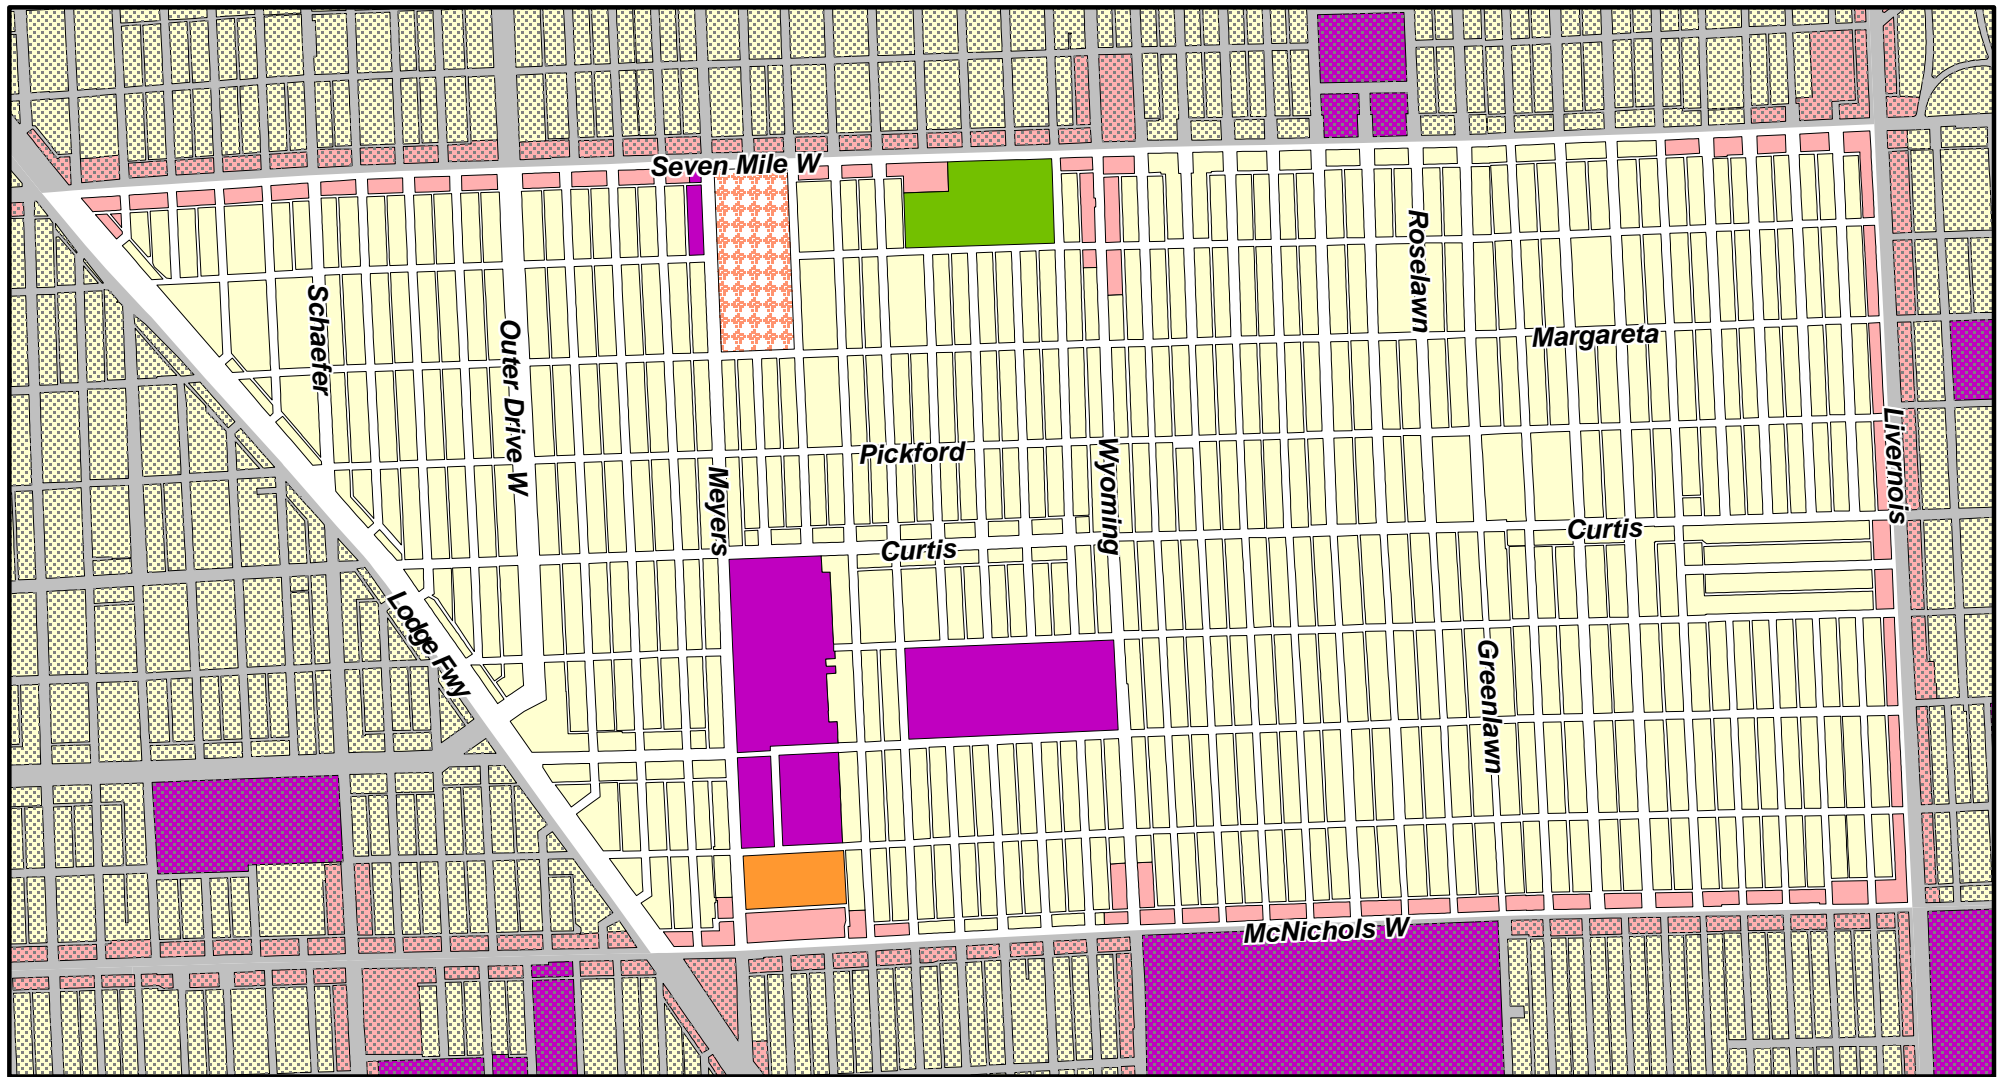 Seven Mile W
Roselawn
Schaefer
Outer Drive W
Margareta
Livernois
Pickford
Wyoming
Meyers
Curtis
Curtis
Lodge Fwy
Greenlawn
McNichols W